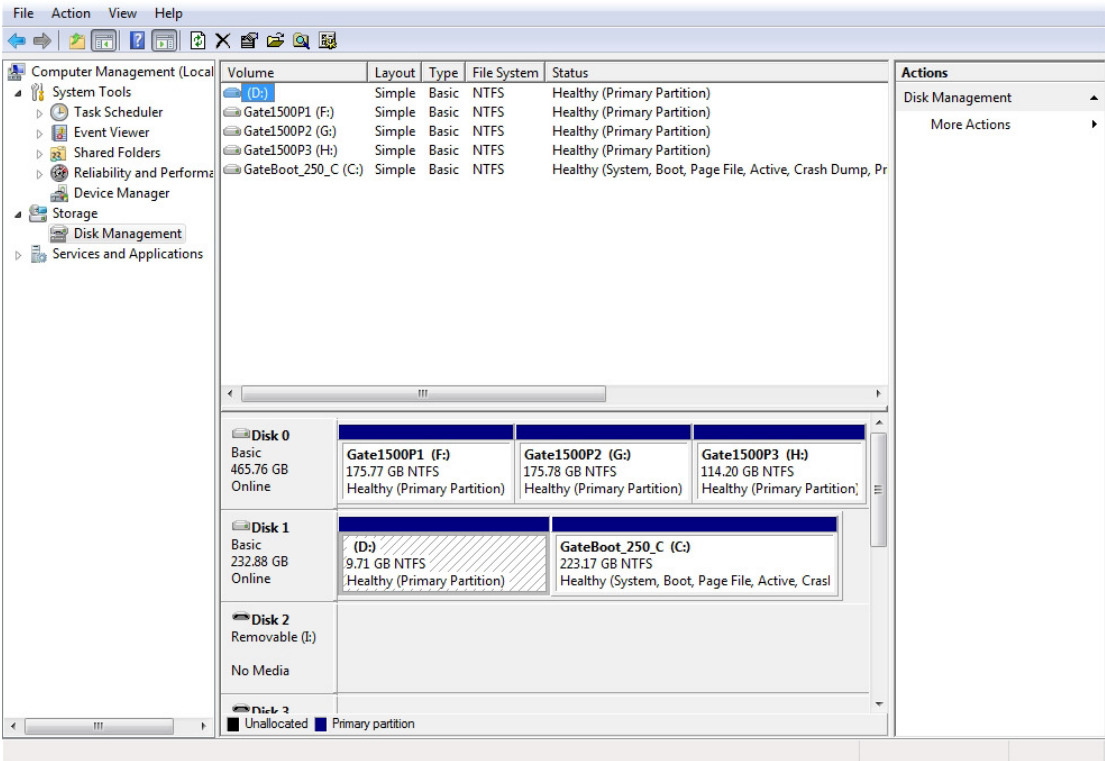 File Action View Help
Computer Management (Local
System Tools
Task Scheduler
Event Viewer
Shared Folders
Reliability and Performa
Device Manager
Storage
Disk Management
Services and Applications
Volume Layout Type File System Status
(D:) Simple Basic NTFS Healthy (Primary Partition)
Gate1500P1 (F:) Simple Basic NTFS Healthy (Primary Partition)
Gate1500P2 (G:) Simple Basic NTFS Healthy (Primary Partition)
Gate1500P3 (H:) Simple Basic NTFS Healthy (Primary Partition)
GateBoot_250_C (C:) Simple Basic NTFS Healthy (System, Boot, Page File, Active, Crash Dump, Pr
Disk 0
Basic
465.76 GB
Online
Gate1500P1 (F:)
175.77 GB NTFS
Healthy (Primary Partition)
Gate1500P2 (G:)
175.78 GB NTFS
Healthy (Primary Partition)
Gate1500P3 (H:)
114.20 GB NTFS
Healthy (Primary Partition)
Disk 1
Basic
232.88 GB
Online
(D:)
9.71 GB NTFS
Healthy (Primary Partition)
GateBoot_250_C (C:)
223.17 GB NTFS
Healthy (System, Boot, Page File, Active, Crasl
Disk 2
Removable (I:)
No Media
Disk 3
Unallocated Primary partition
Actions
Disk Management
More Actions